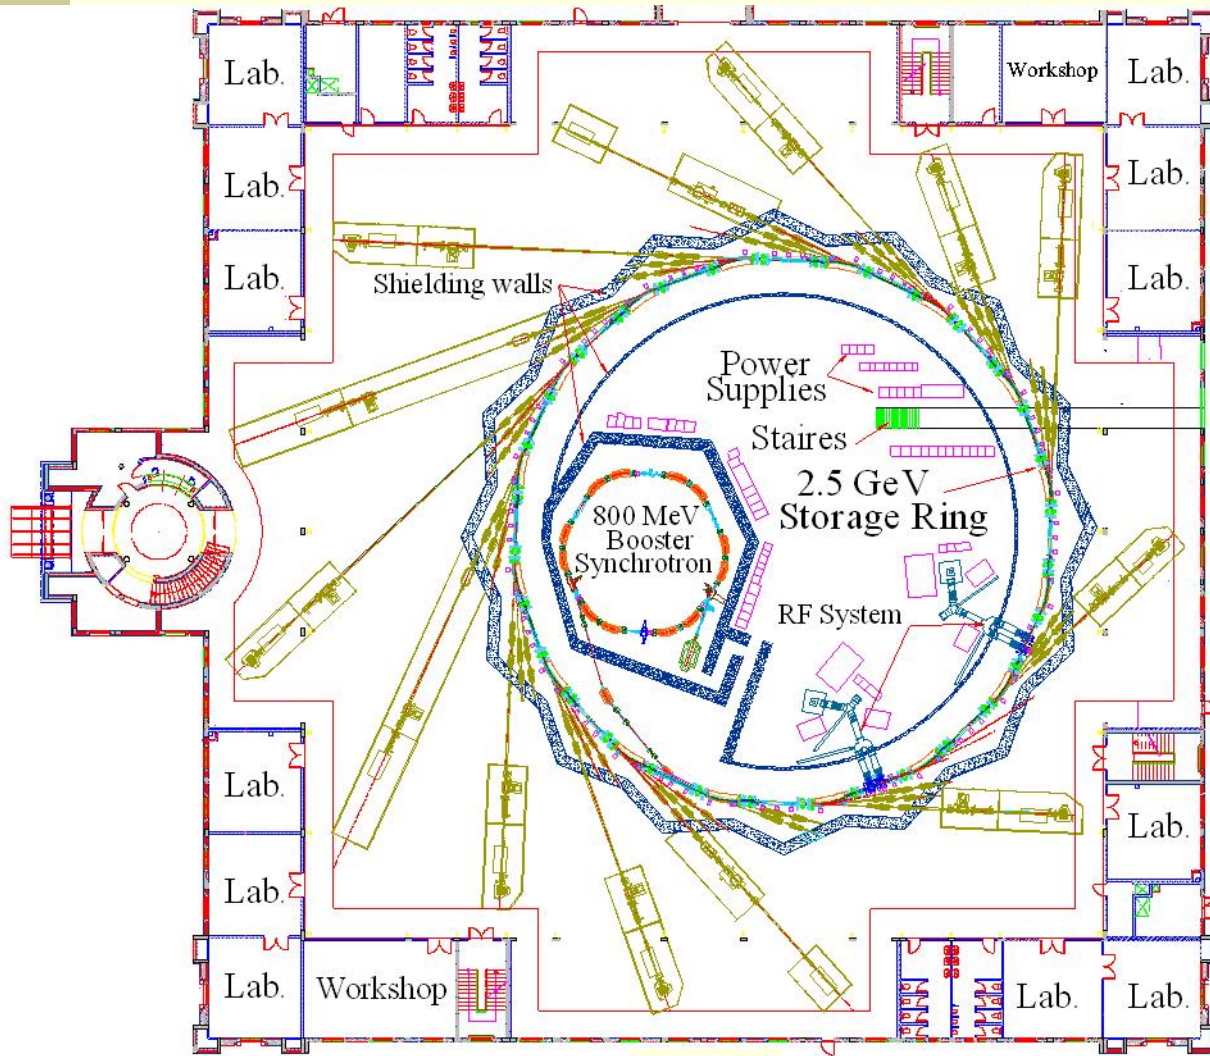 Lab.
Workshop
Lab.
Lab.
Lab.
Lab.
Lab.
Shielding walls
Power
Supplies
Staires
2.5 GeV
Storage Ring
800 MeV
Booster
Synchrotron
RF System
Lab.
Lab.
Lab.
Lab.
Workshop
Lab.
Lab.